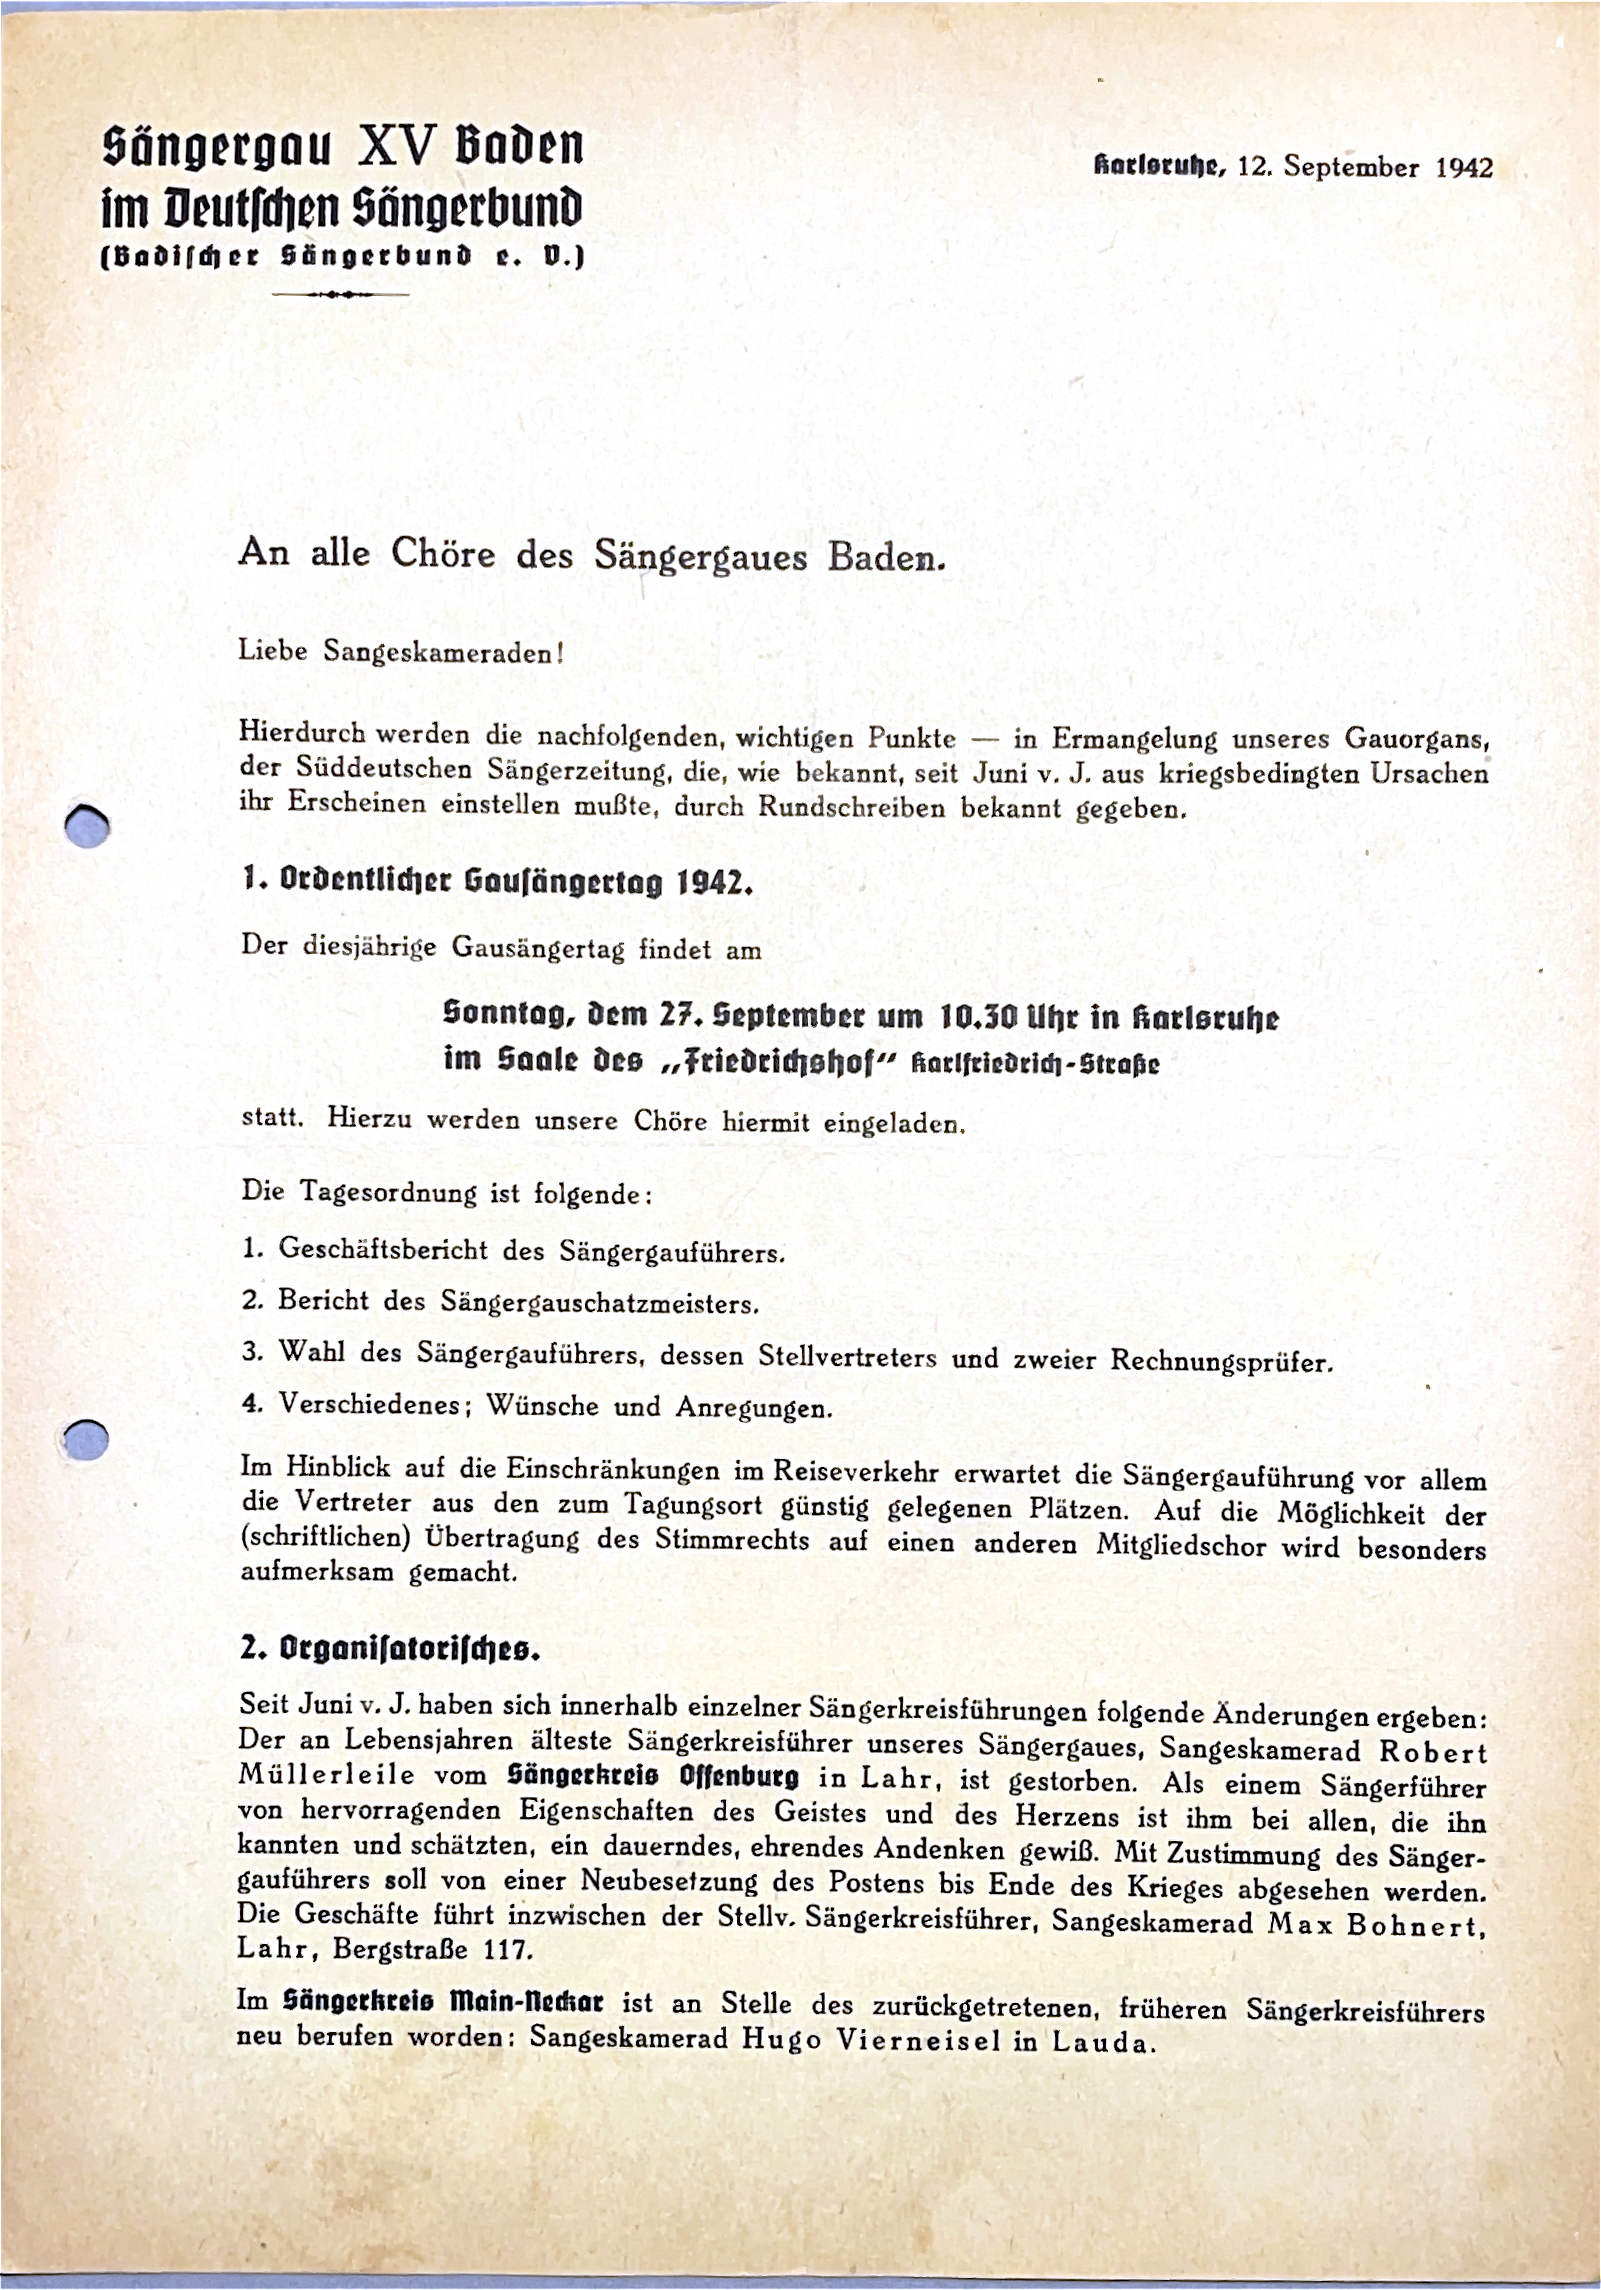 Sängergau XV Baden
im Deutschen Sängerbund
(Badischer Sängerbund e. V.)
Karlsruhe, 12. September 1942
An alle Chöre des Sängergaues Baden.
Liebe Sangeskameraden!
Hierdurch werden die nachfolgenden, wichtigen Punkte — in Ermangelung unseres Gauorgans,
der Süddeutschen Sängerzeitung, die, wie bekannt, seit Juni v. J. aus kriegsbedingten Ursachen
ihr Erscheinen einstellen mußte, durch Rundschreiben bekannt gegeben.
1. Ordentlicher Gausängertag 1942.
Der diesjährige Gausängertag findet am
Sonntag, dem 27. September um 10.30 Uhr in Karlsruhe
im Saale des „Friedrichshof“ Karlfriedrich-Straße
statt. Hierzu werden unsere Chöre hiermit eingeladen.
Die Tagesordnung ist folgende:
1. Geschäftsbericht des Sängergauführers.
2. Bericht des Sängergauschatzmeisters.
3. Wahl des Sängergauführers, dessen Stellvertreters und zweier Rechnungsprüfer.
4. Verschiedenes; Wünsche und Anregungen.
Im Hinblick auf die Einschränkungen im Reiseverkehr erwartet die Sängergauführung vor allem
die Vertreter aus den zum Tagungsort günstig gelegenen Plätzen. Auf die Möglichkeit der
(schriftlichen) Übertragung des Stimmrechts auf einen anderen Mitgliedschor wird besonders
aufmerksam gemacht.
2. Organisatorisches.
Seit Juni v. J. haben sich innerhalb einzelner Sängerkreisführungen folgende Änderungen ergeben:
Der an Lebensjahren älteste Sängerkreisführer unseres Sängergaues, Sangeskamerad Robert
Müllerleile vom Sängerkreis Offenburg in Lahr, ist gestorben. Als einem Sängerführer
von hervorragenden Eigenschaften des Geistes und des Herzens ist ihm bei allen, die ihn
kannten und schätzten, ein dauerndes, ehrendes Andenken gewiß. Mit Zustimmung des Sänger-
gauführers soll von einer Neubesetzung des Postens bis Ende des Krieges abgesehen werden.
Die Geschäfte führt inzwischen der Stellv. Sängerkreisführer, Sangeskamerad Max Bohnert,
Lahr, Bergstraße 117.
Im Sängerkreis Main-Neckar ist an Stelle des zurückgetretenen, früheren Sängerkreisführers
neu berufen worden: Sangeskamerad Hugo Vierneisel in Lauda.